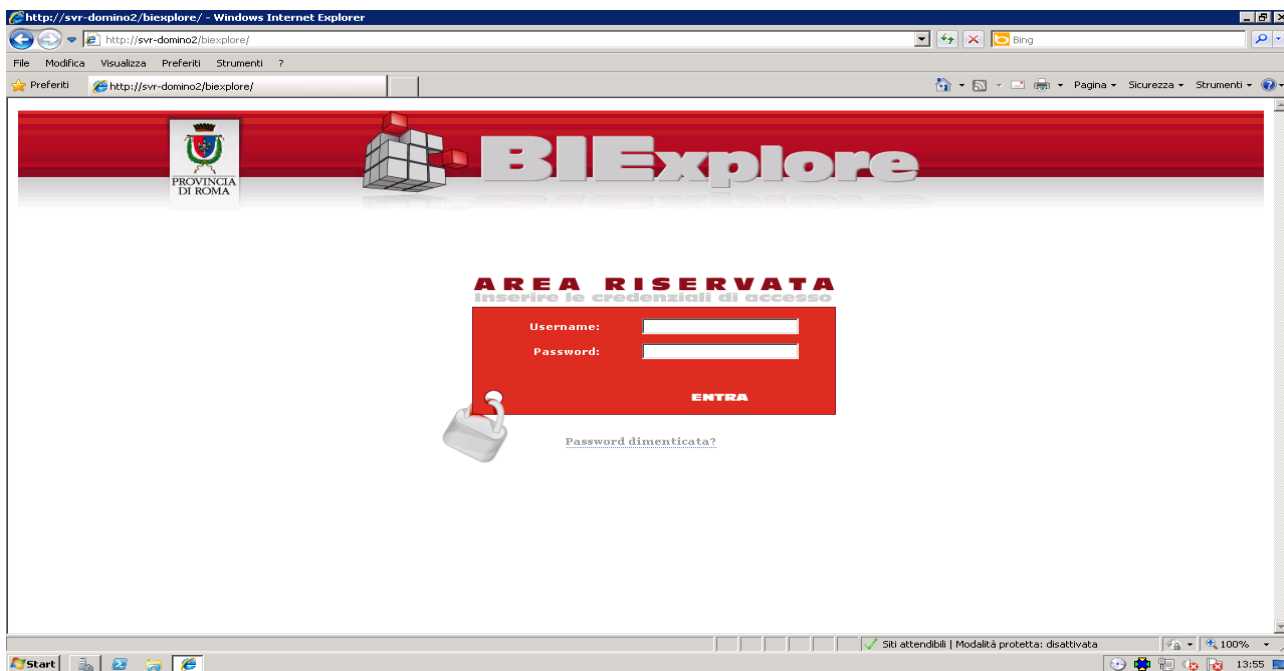 http://svr-domino2/biexplore/ - Windows Internet Explorer
http://svr-domino2/biexplore/
Bing
File Modifica Visualizza Preferiti Strumenti ?
Preferiti http://svr-domino2/biexplore/ Pagina Sicurezza Strumenti
PROVINCIA
DI ROMA
BIExplore
AREA RISERVATA
Inserire le credenziali di accesso
Username:
Password:
ENTRA
Password dimenticata?
Siti attendibili | Modalità protetta: disattivata 100%
Start 13:55